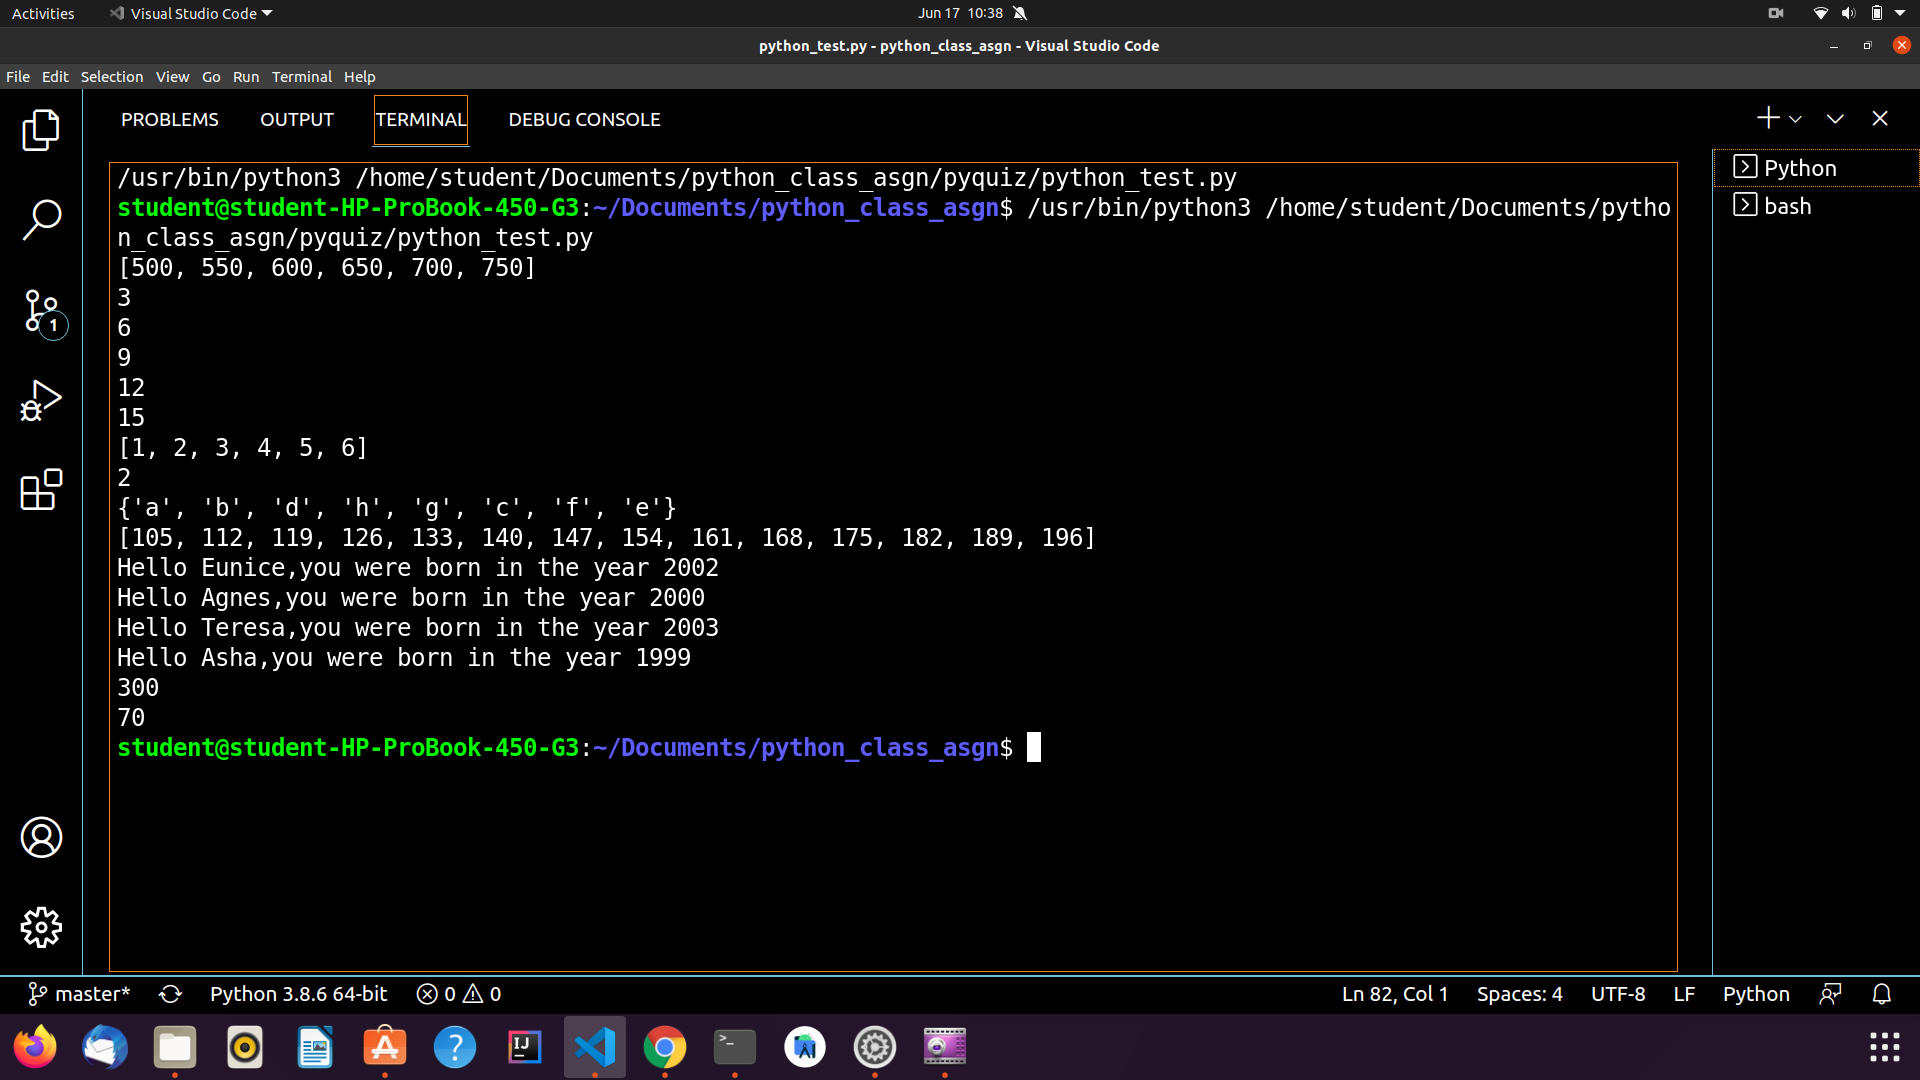 Activities Visual Studio Code Jun 17 10:38
python_test.py - python_class_asgn - Visual Studio Code
File Edit Selection View Go Run Terminal Help
PROBLEMS OUTPUT TERMINAL DEBUG CONSOLE
/usr/bin/python3 /home/student/Documents/python_class_asgn/pyquiz/python_test.py
student@student-HP-ProBook-450-G3:~/Documents/python_class_asgn$ /usr/bin/python3 /home/student/Documents/pytho
n_class_asgn/pyquiz/python_test.py
[500, 550, 600, 650, 700, 750]
3
6
9
12
15
[1, 2, 3, 4, 5, 6]
2
{'a', 'b', 'd', 'h', 'g', 'c', 'f', 'e'}
[105, 112, 119, 126, 133, 140, 147, 154, 161, 168, 175, 182, 189, 196]
Hello Eunice,you were born in the year 2002
Hello Agnes,you were born in the year 2000
Hello Teresa,you were born in the year 2003
Hello Asha,you were born in the year 1999
300
70
student@student-HP-ProBook-450-G3:~/Documents/python_class_asgn$
Python
bash
1
master* Python 3.8.6 64-bit 0 0 Ln 82, Col 1 Spaces: 4 UTF-8 LF Python
? IJ >_